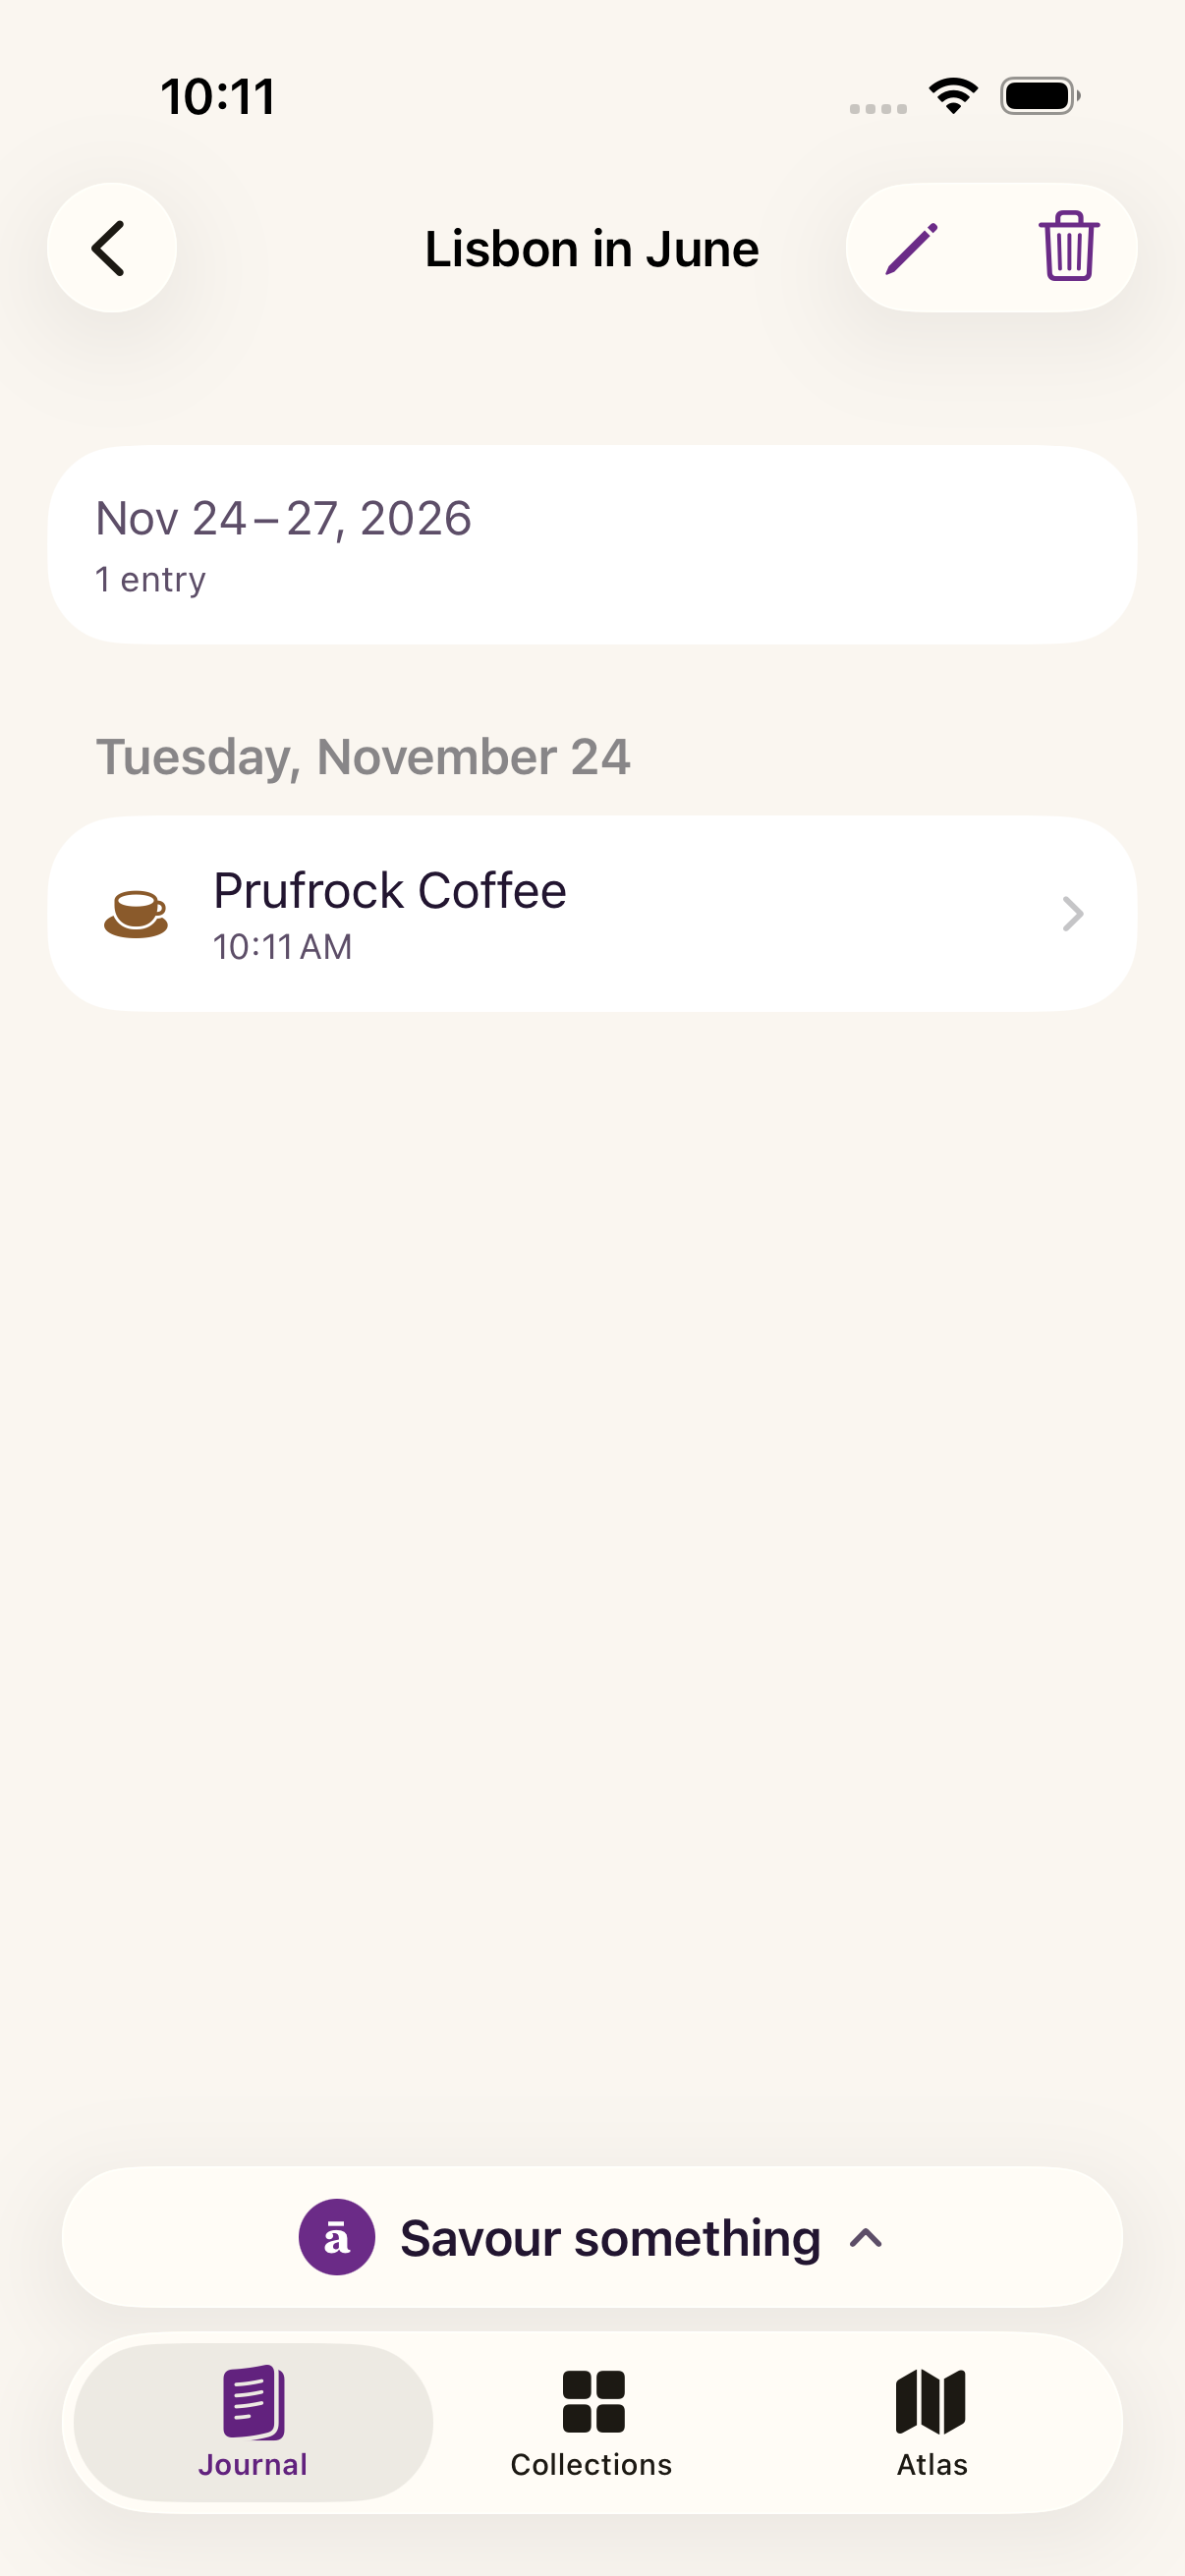 10:11
Lisbon in June
Nov 24 – 27, 2026
1 entry
Tuesday, November 24
Prufrock Coffee
10:11 AM
ā Savour something
Journal Collections Atlas